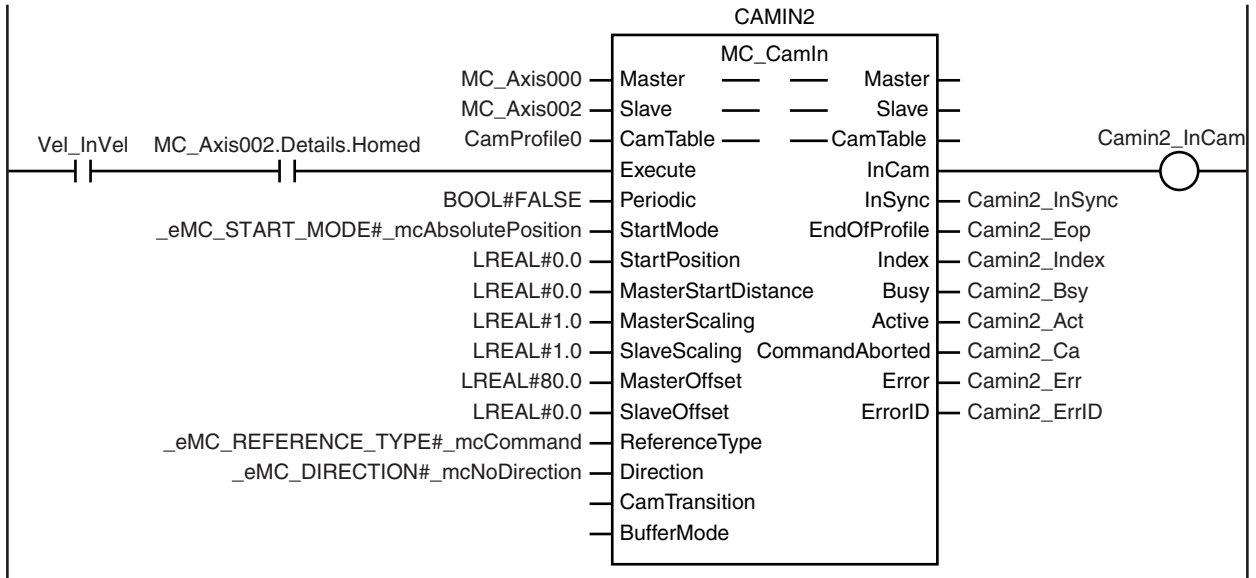 CAMIN2
MC_CamIn
MC_Axis000 Master Master
MC_Axis002 Slave Slave
CamProfile0 CamTable CamTable
Vel_InVel MC_Axis002.Details.Homed Execute InCam Camin2_InCam
BOOL#FALSE Periodic InSync Camin2_InSync
_eMC_START_MODE#_mcAbsolutePosition StartMode EndOfProfile Camin2_Eop
LREAL#0.0 StartPosition Index Camin2_Index
LREAL#0.0 MasterStartDistance Busy Camin2_Bsy
LREAL#1.0 MasterScaling Active Camin2_Act
LREAL#1.0 SlaveScaling CommandAborted Camin2_Ca
LREAL#80.0 MasterOffset Error Camin2_Err
LREAL#0.0 SlaveOffset ErrorID Camin2_ErrID
_eMC_REFERENCE_TYPE#_mcCommand ReferenceType
_eMC_DIRECTION#_mcNoDirection Direction
CamTransition
BufferMode